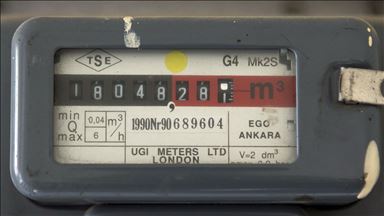 TSE
G4 Mk2S
1804828 m³
min Q max
0,04 m³/h
6
1990Nr90689604
EGO
ANKARA
UGI METERS LTD
LONDON
V=2 dm³